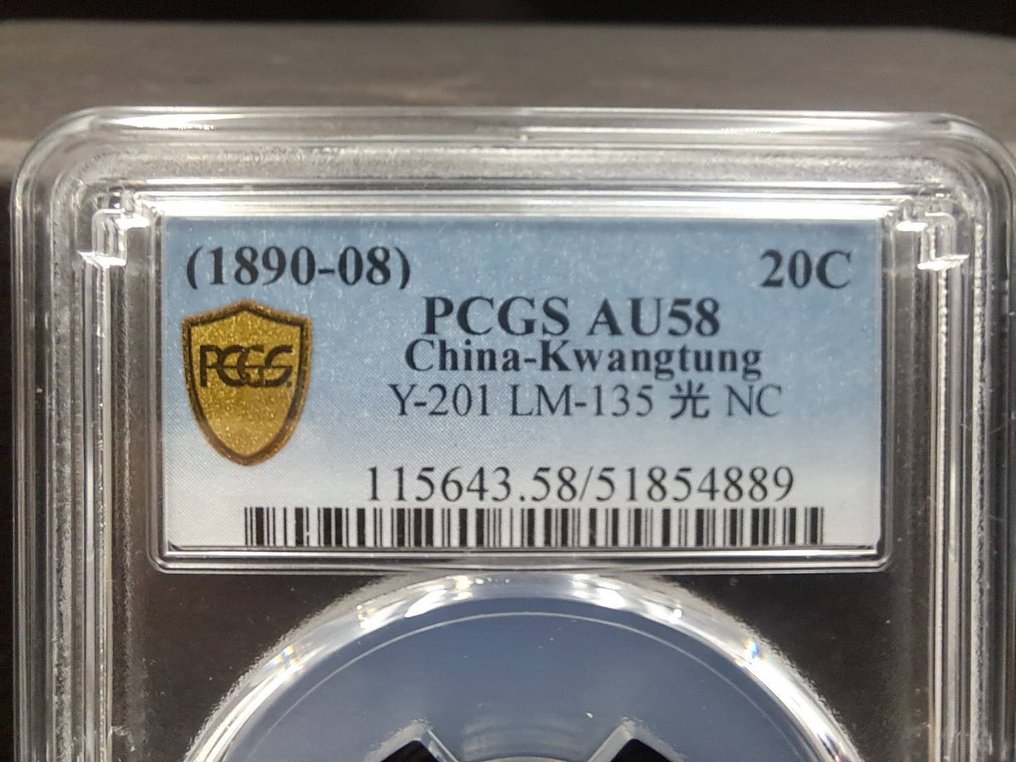 (1890-08) 20C
PCGS AU58
China-Kwangtung
PCGS
Y-201 LM-135 光 NC
115643.58/51854889